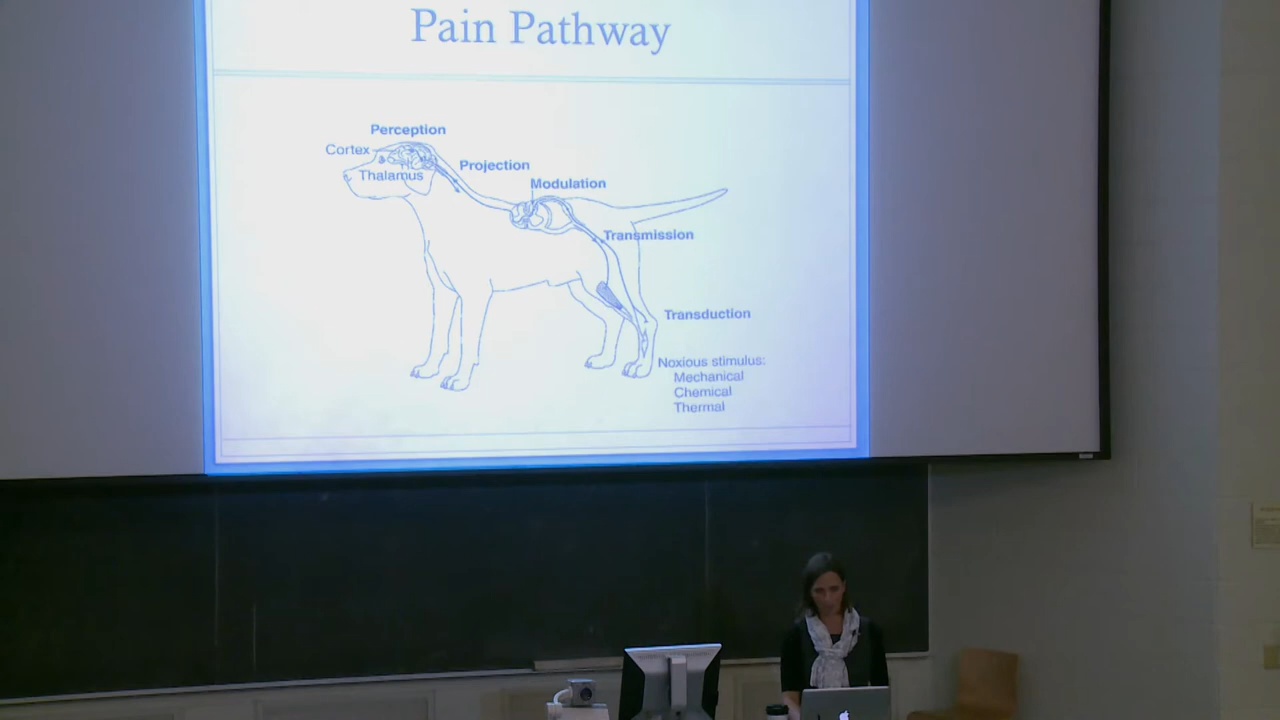 Pain Pathway
Perception
Cortex
Projection
Thalamus
Modulation
Transmission
Transduction
Noxious stimulus:
Mechanical
Chemical
Thermal